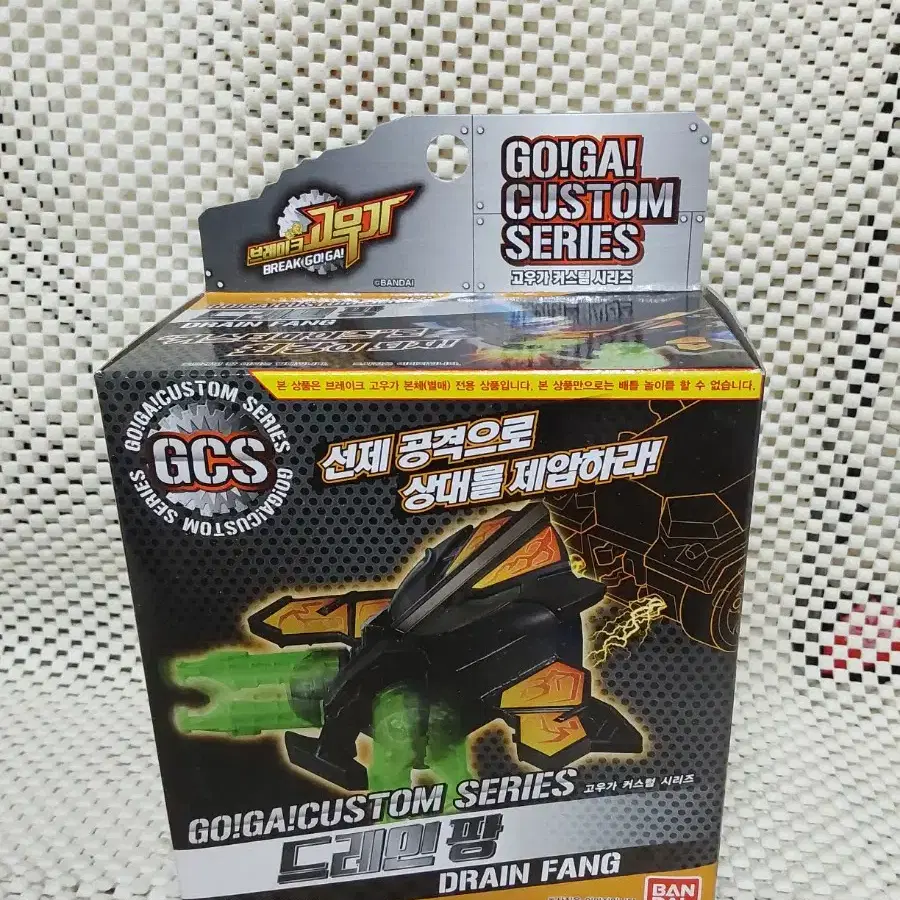 GO!GA!
CUSTOM
SERIES
고우가 커스텀 시리즈
브레이크 고우가
BREAK GO!GA!
©BANDAI
드레인 팡
DRAIN FANG
본 상품은 브레이크 고우가 본체(별매) 전용 상품입니다. 본 상품만으로는 배틀 놀이를 할 수 없습니다.
GO!GA!CUSTOM SERIES
GO!GA!CUSTOM SERIES
GCS
선제 공격으로
상대를 제압하라!
GO!GA!CUSTOM SERIES 고우가 커스텀 시리즈
드레인 팡
DRAIN FANG
BAN
DAI